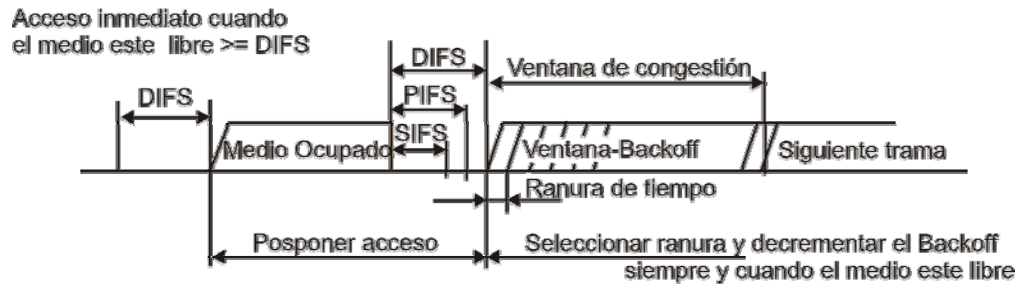 Acceso inmediato cuando
el medio este libre >= DIFS
DIFS
DIFS
PIFS
SIFS
Ventana de congestión
Medio Ocupado
Ventana-Backoff
Siguiente trama
Ranura de tiempo
Posponer acceso
Seleccionar ranura y decrementar el Backoff
siempre y cuando el medio este libre